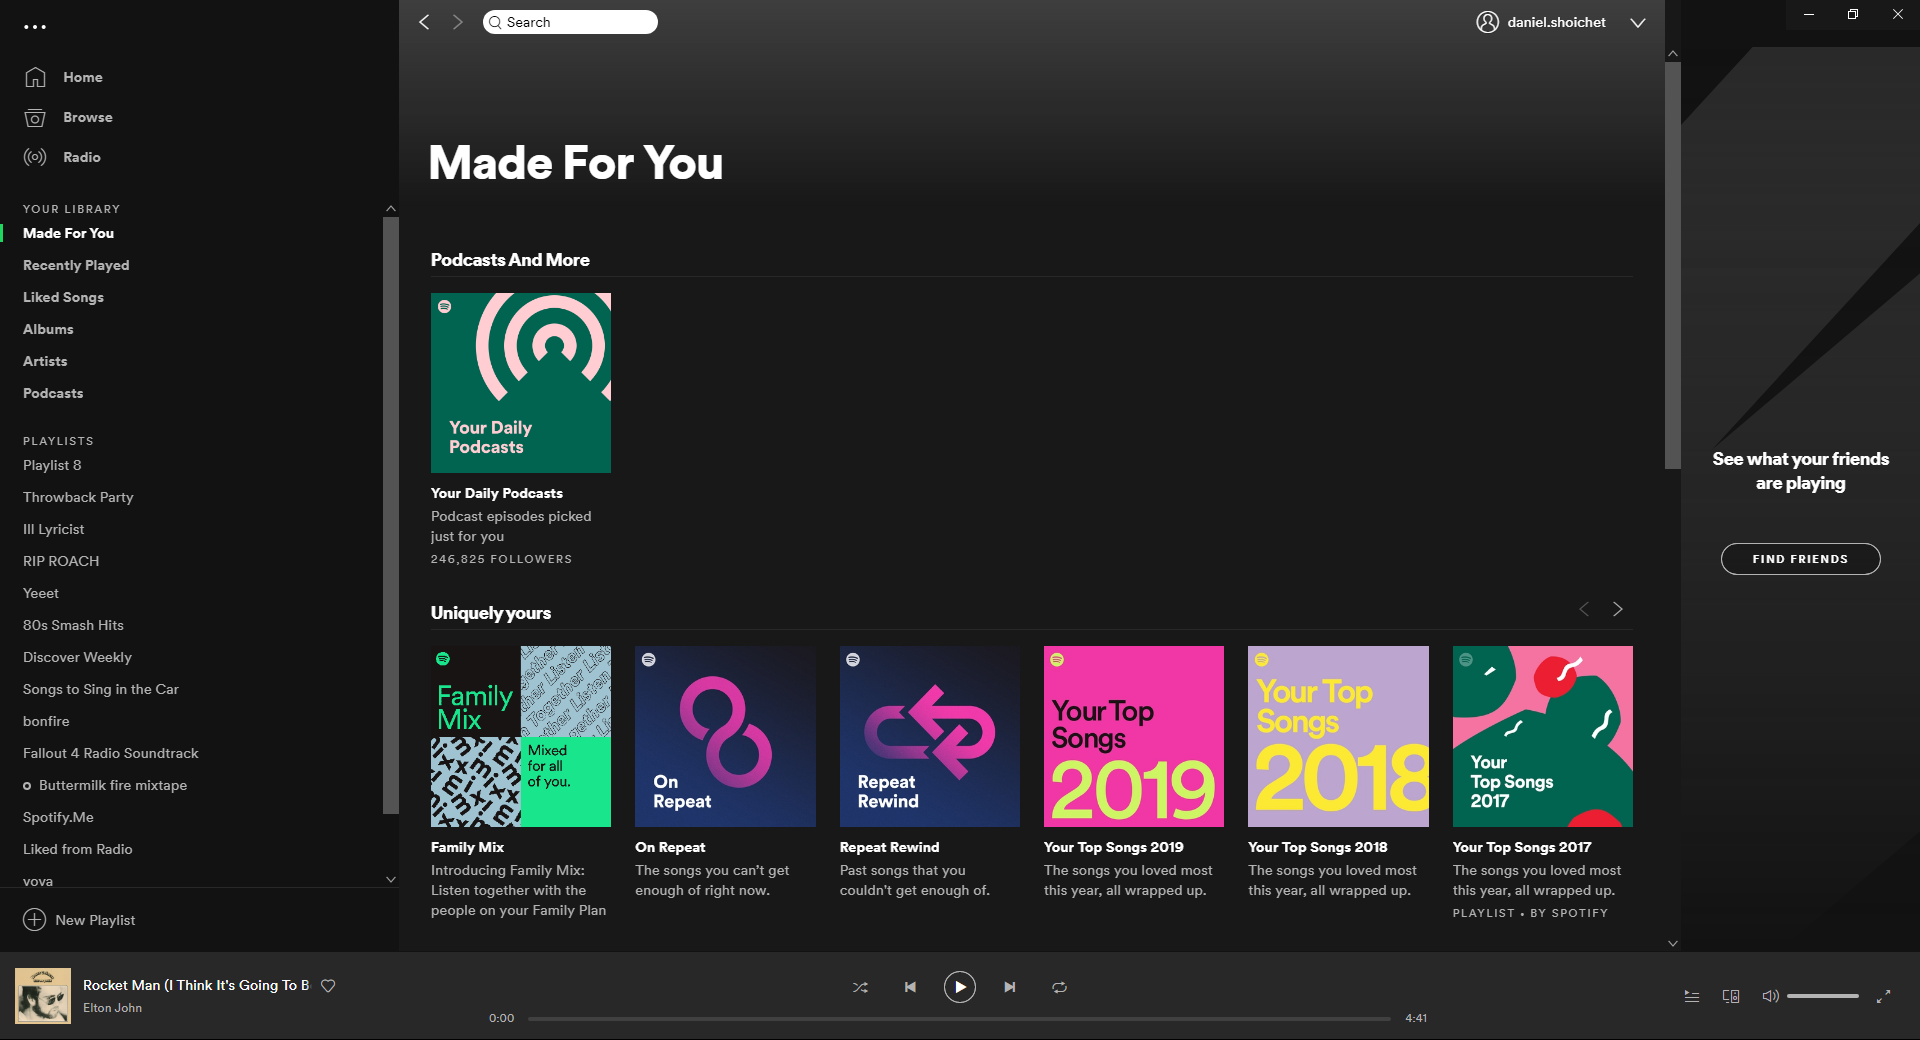 Search
daniel.shoichet
Home
Browse
Radio
YOUR LIBRARY
Made For You
Recently Played
Liked Songs
Albums
Artists
Podcasts
PLAYLISTS
Playlist 8
Throwback Party
Ill Lyricist
RIP ROACH
Yeeet
80s Smash Hits
Discover Weekly
Songs to Sing in the Car
bonfire
Fallout 4 Radio Soundtrack
Buttermilk fire mixtape
Spotify.Me
Liked from Radio
vova
New Playlist
Made For You
Podcasts And More
Your Daily
Podcasts
Your Daily Podcasts
Podcast episodes picked
just for you
246,825 FOLLOWERS
Uniquely yours
Family
Mix
Mixed
for all
of you.
Family Mix
Introducing Family Mix:
Listen together with the
people on your Family Plan
On
Repeat
On Repeat
The songs you can't get
enough of right now.
Repeat
Rewind
Repeat Rewind
Past songs that you
couldn't get enough of.
Your Top
Songs
2019
Your Top Songs 2019
The songs you loved most
this year, all wrapped up.
Your Top
Songs
2018
Your Top Songs 2018
The songs you loved most
this year, all wrapped up.
Your
Top Songs
2017
Your Top Songs 2017
The songs you loved most
this year, all wrapped up.
PLAYLIST • BY SPOTIFY
See what your friends
are playing
FIND FRIENDS
Rocket Man (I Think It's Going To B
Elton John
0:00
4:41